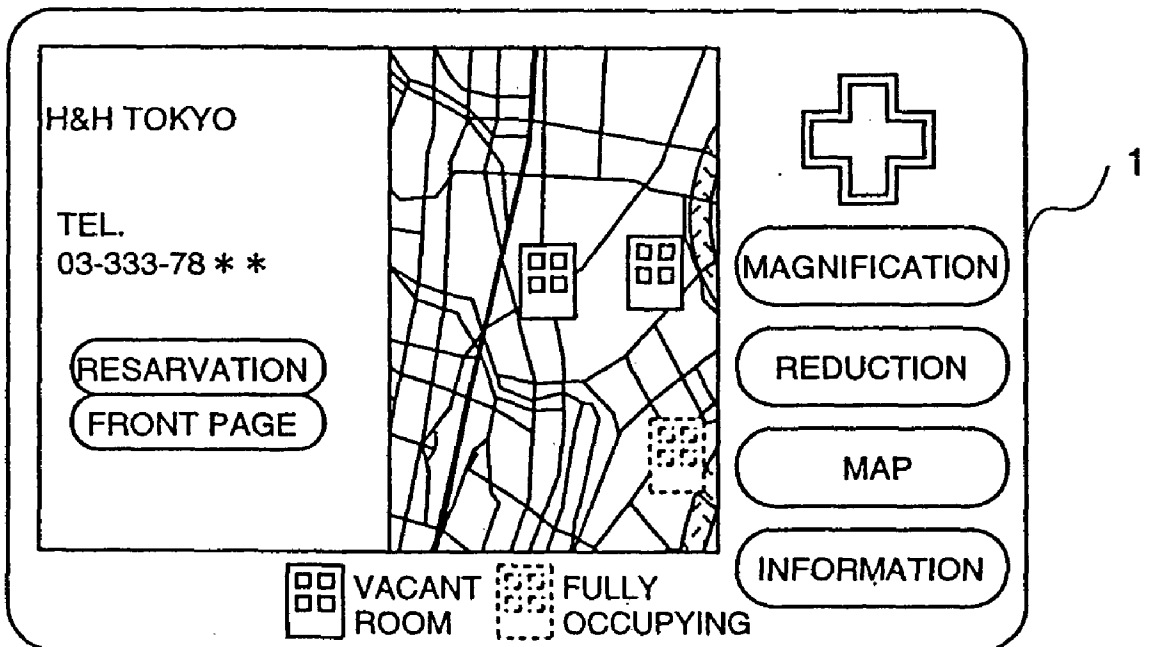 H&H TOKYO
TEL.
03-333-78＊＊
RESARVATION
FRONT PAGE
MAGNIFICATION
REDUCTION
MAP
INFORMATION
VACANT
ROOM
FULLY
OCCUPYING
1